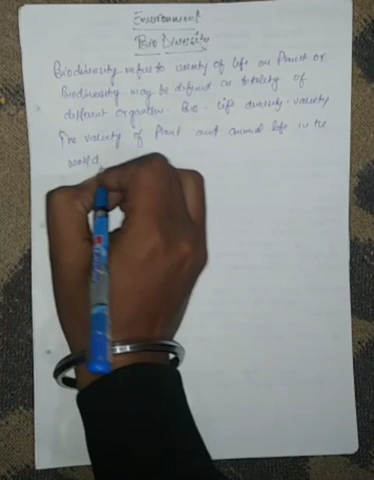 Environment
Bio Diversity
Biodiversity refers to variety of life on Planet or
Biodiversity may be defined as totality of
different organism. Bio - life diversity - variety
The variety of Plant and animal life in the
world